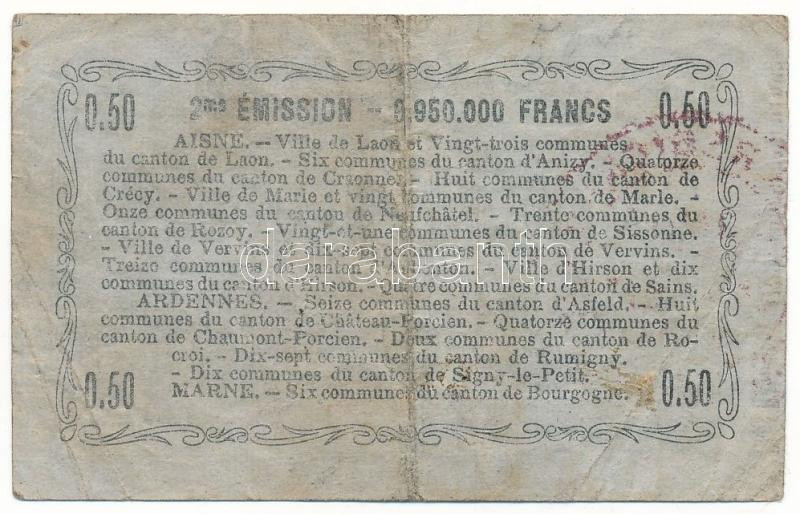 0.50 2me ÉMISSION - 6.950.000 FRANCS 0.50
AISNE. - Ville de Laon et Vingt-trois communes
du canton de Laon. - Six communes du canton d'Anizy. - Quatorze
communes du canton de Craonne. - Huit communes du canton de
Crécy. - Ville de Marle et vingt communes du canton de Marle. -
Onze communes du canton de Neufchâtel. - Trente communes du
canton de Rozoy. - Vingt-et-une communes du canton de Sissonne.
- Ville de Vervins et dix-sept communes du canton de Vervins. -
Treize communes du canton d'Aubenton. - Ville d'Hirson et dix
communes du canton d'Hirson. - communes du canton de Sains.
ARDENNES. - Seize communes du canton d'Asfeld. - Huit
communes du canton de Château-Porcien. - Quatorze communes du
canton de Chaumont-Porcien. - Deux communes du canton de Ro-
croi. - Dix-sept communes du canton de Rumigny.
- Dix communes du canton de Signy-le-Petit.
0.50 MARNE. - Six communes du canton de Bourgogne. 0.50
darabanth